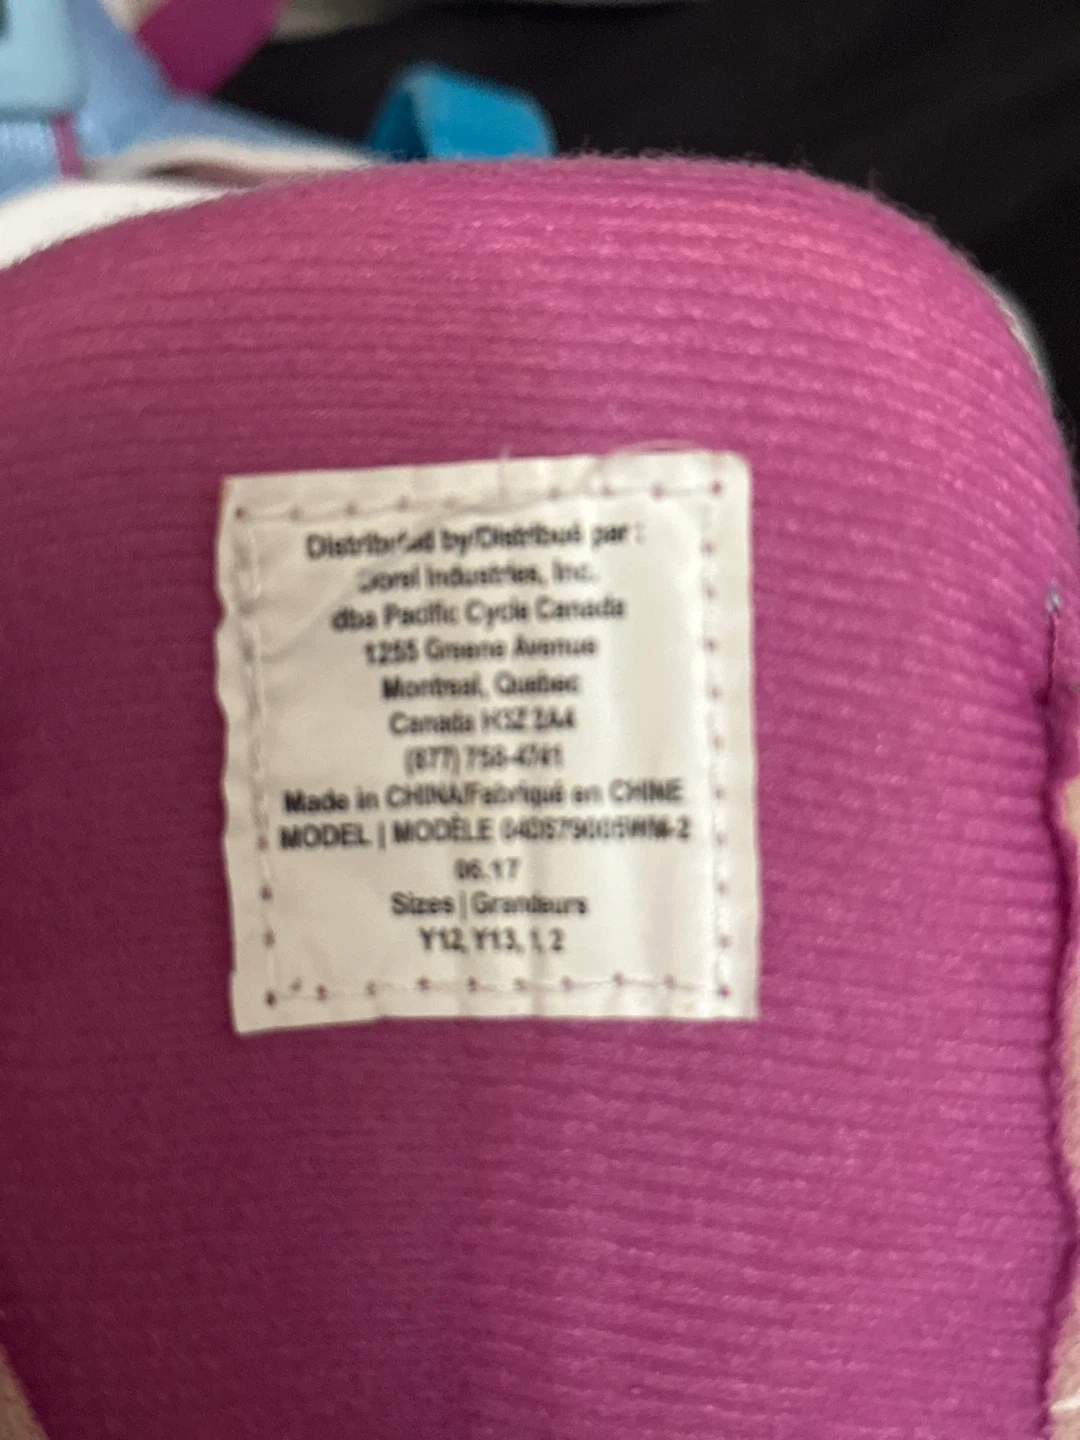 Distributed by/Distribué par :
Dorel Industries, Inc.
dba Pacific Cycle Canada
1255 Greene Avenue
Montreal, Quebec
Canada H3Z 2A4
(877) 758-4741
Made in CHINA/Fabriqué en CHINE
MODEL | MODÈLE
06.17
Sizes | Grandeurs
Y12, Y13, 1, 2